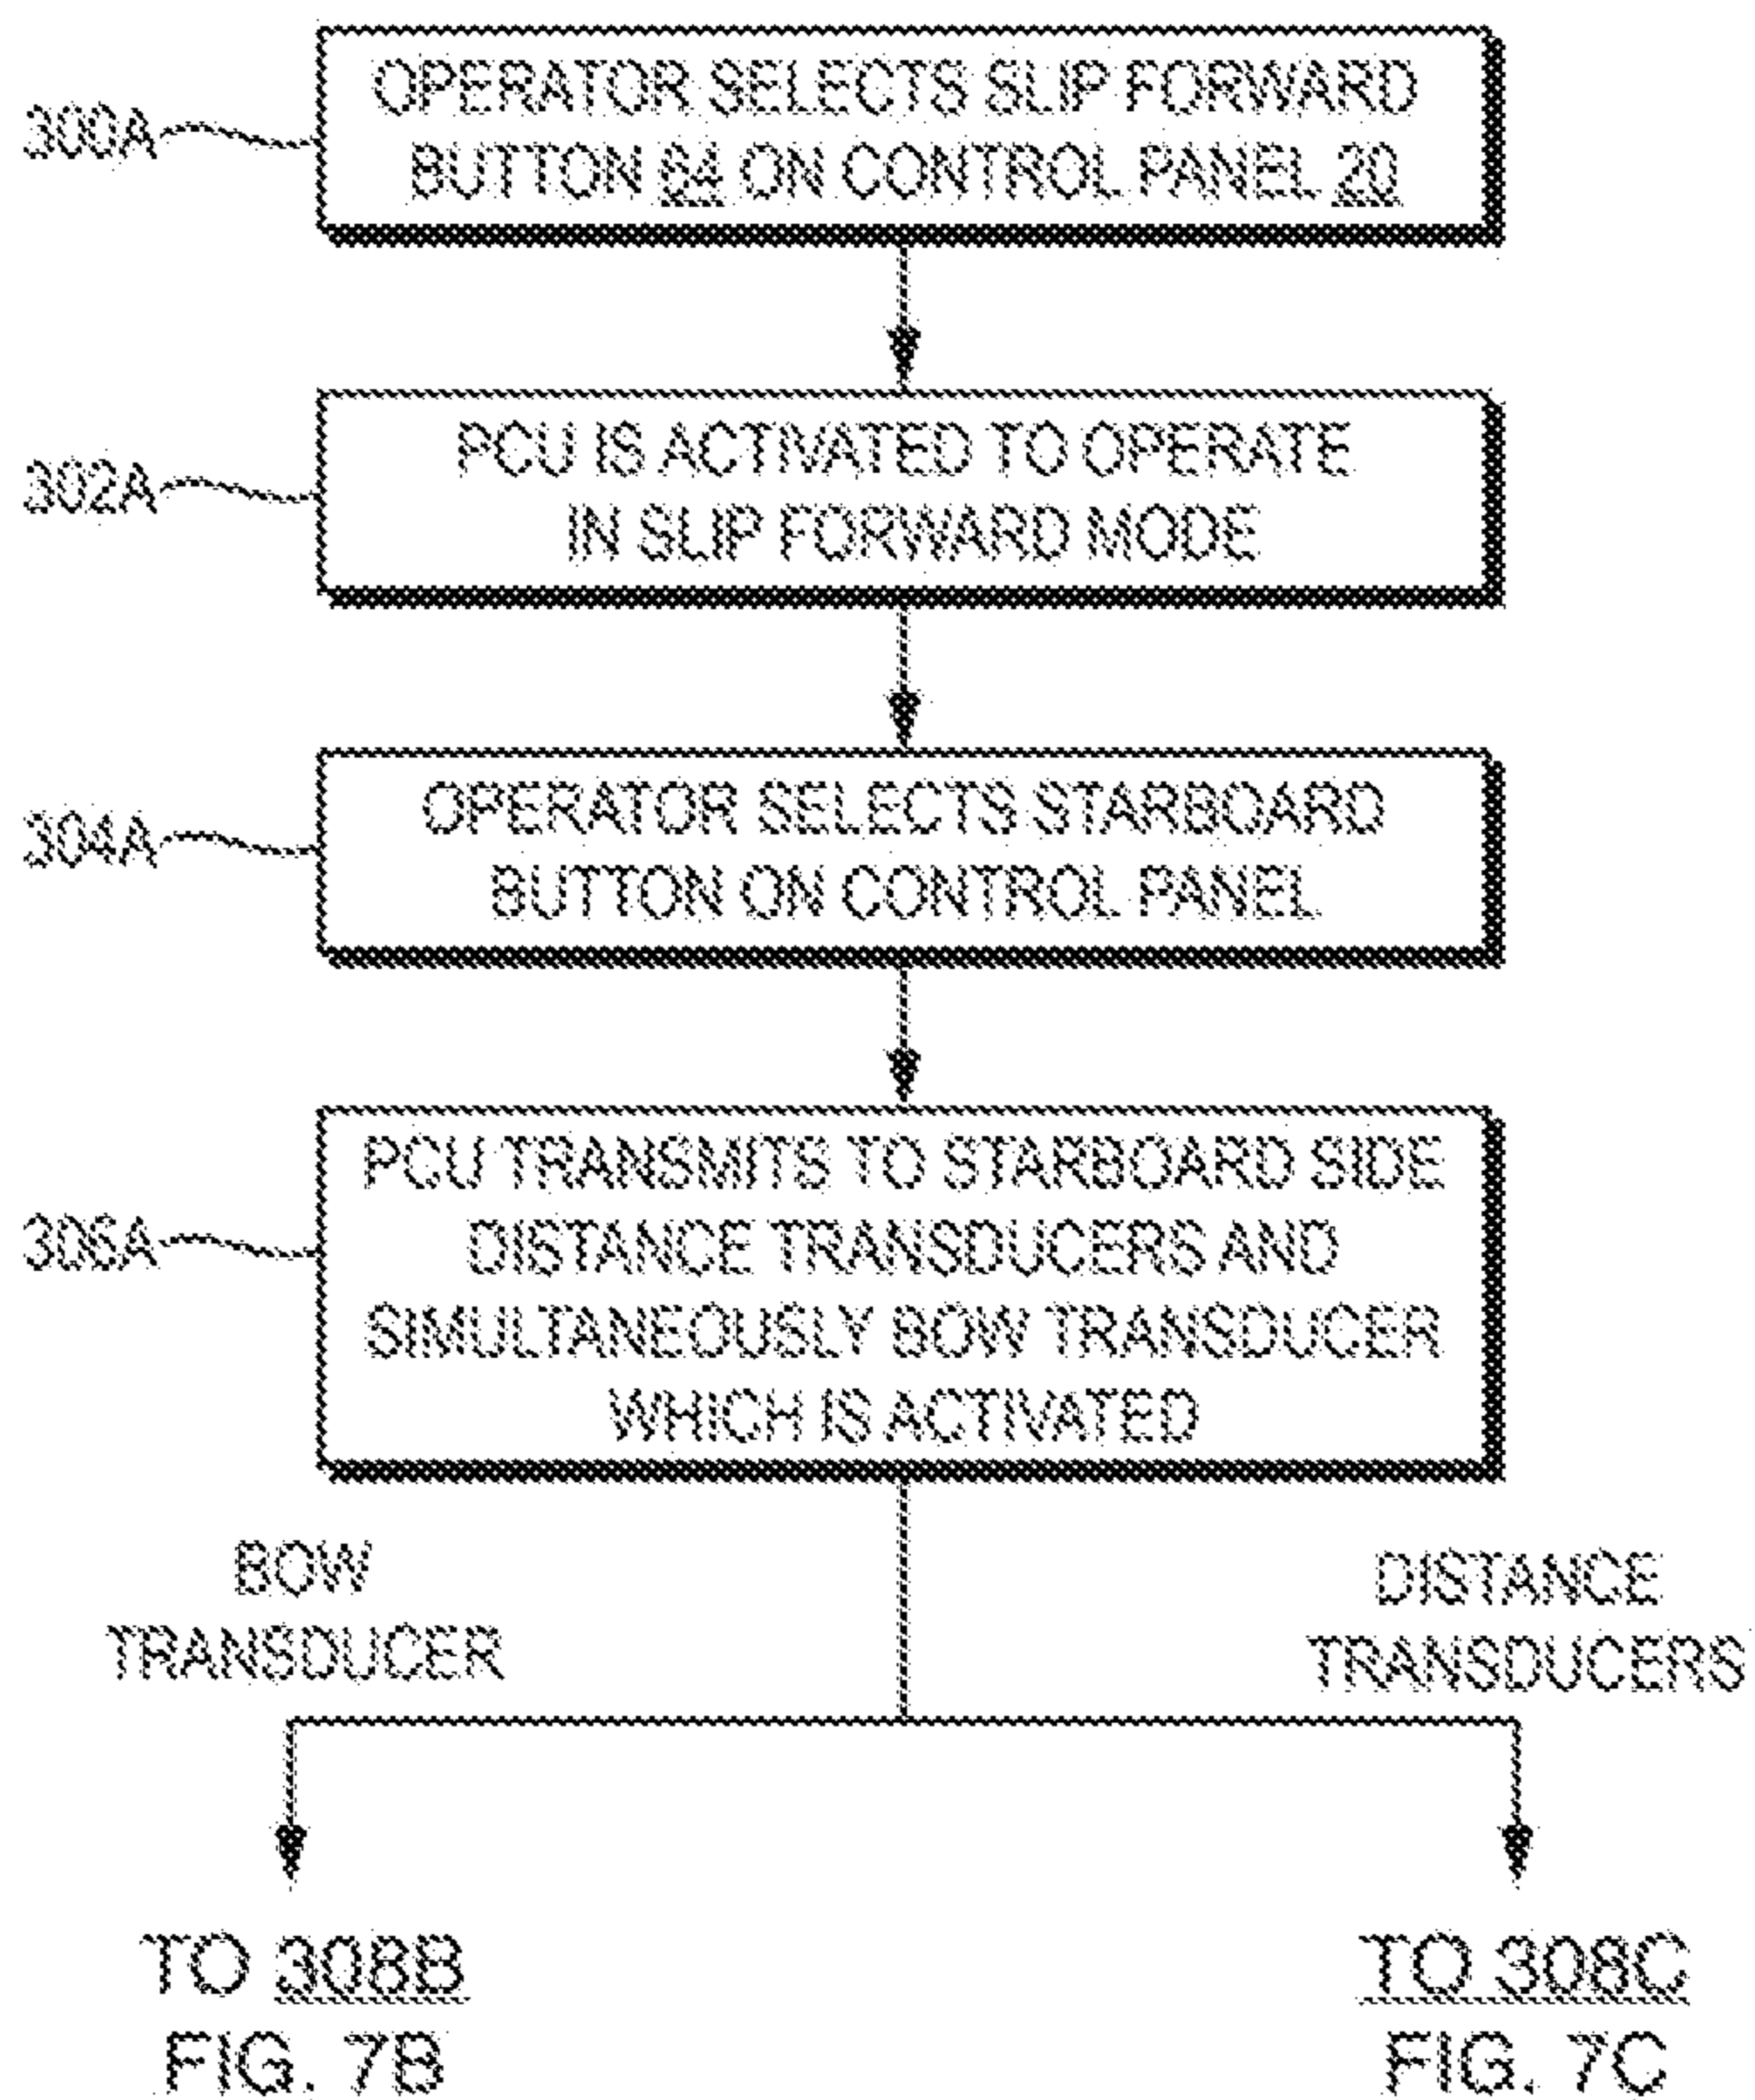 300A
OPERATOR SELECTS SLIP FORWARD
BUTTON 64 ON CONTROL PANEL 20
302A
PCU IS ACTIVATED TO OPERATE
IN SLIP FORWARD MODE
304A
OPERATOR SELECTS STARBOARD
BUTTON ON CONTROL PANEL
306A
PCU TRANSMITS TO STARBOARD SIDE
DISTANCE TRANSDUCERS AND
SIMULTANEOUSLY BOW TRANSDUCER
WHICH IS ACTIVATED
BOW
TRANSDUCER
DISTANCE
TRANSDUCERS
TO 308B
FIG. 7B
TO 308C
FIG. 7C